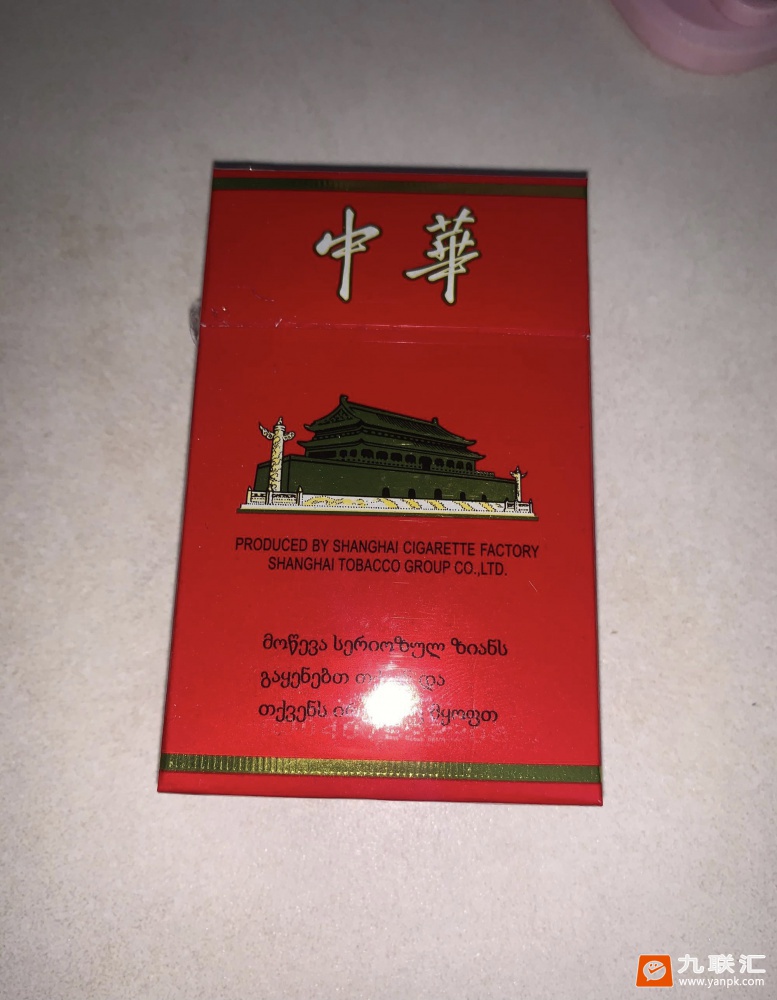 中華
PRODUCED BY SHANGHAI CIGARETTE FACTORY
SHANGHAI TOBACCO GROUP CO.,LTD.
მოწევა სერიოზულ ზიანს
გაყენებთ და
თქვენს
九联汇
www.yanpk.com